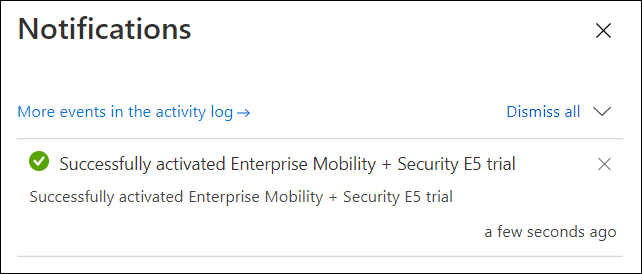 Notifications
More events in the activity log → Dismiss all
Successfully activated Enterprise Mobility + Security E5 trial
Successfully activated Enterprise Mobility + Security E5 trial
a few seconds ago